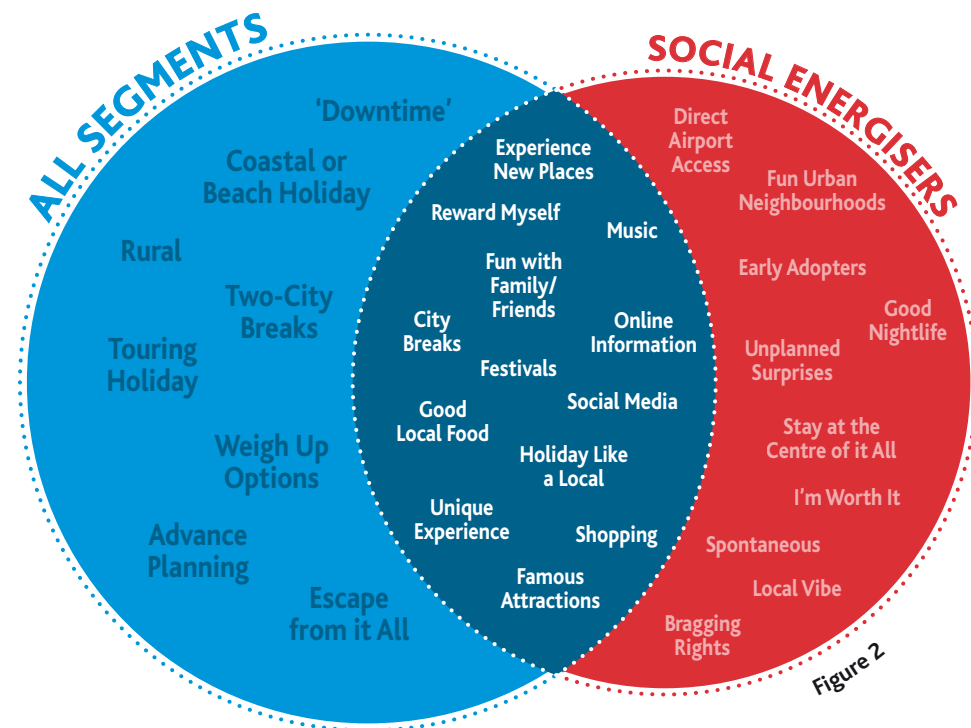 ALL SEGMENTS
'Downtime'
Coastal or
Beach Holiday
Rural
Two-City
Breaks
Touring
Holiday
Weigh Up
Options
Advance
Planning
Escape
from it All
Experience
New Places
Reward Myself
Music
Fun with
Family/
Friends
City
Breaks
Online
Information
Festivals
Social Media
Good
Local Food
Holiday Like
a Local
Unique
Experience
Shopping
Famous
Attractions
SOCIAL ENERGISERS
Direct
Airport
Access
Fun Urban
Neighbourhoods
Early Adopters
Good
Nightlife
Unplanned
Surprises
Stay at the
Centre of it All
I'm Worth It
Spontaneous
Local Vibe
Bragging
Rights
Figure 2